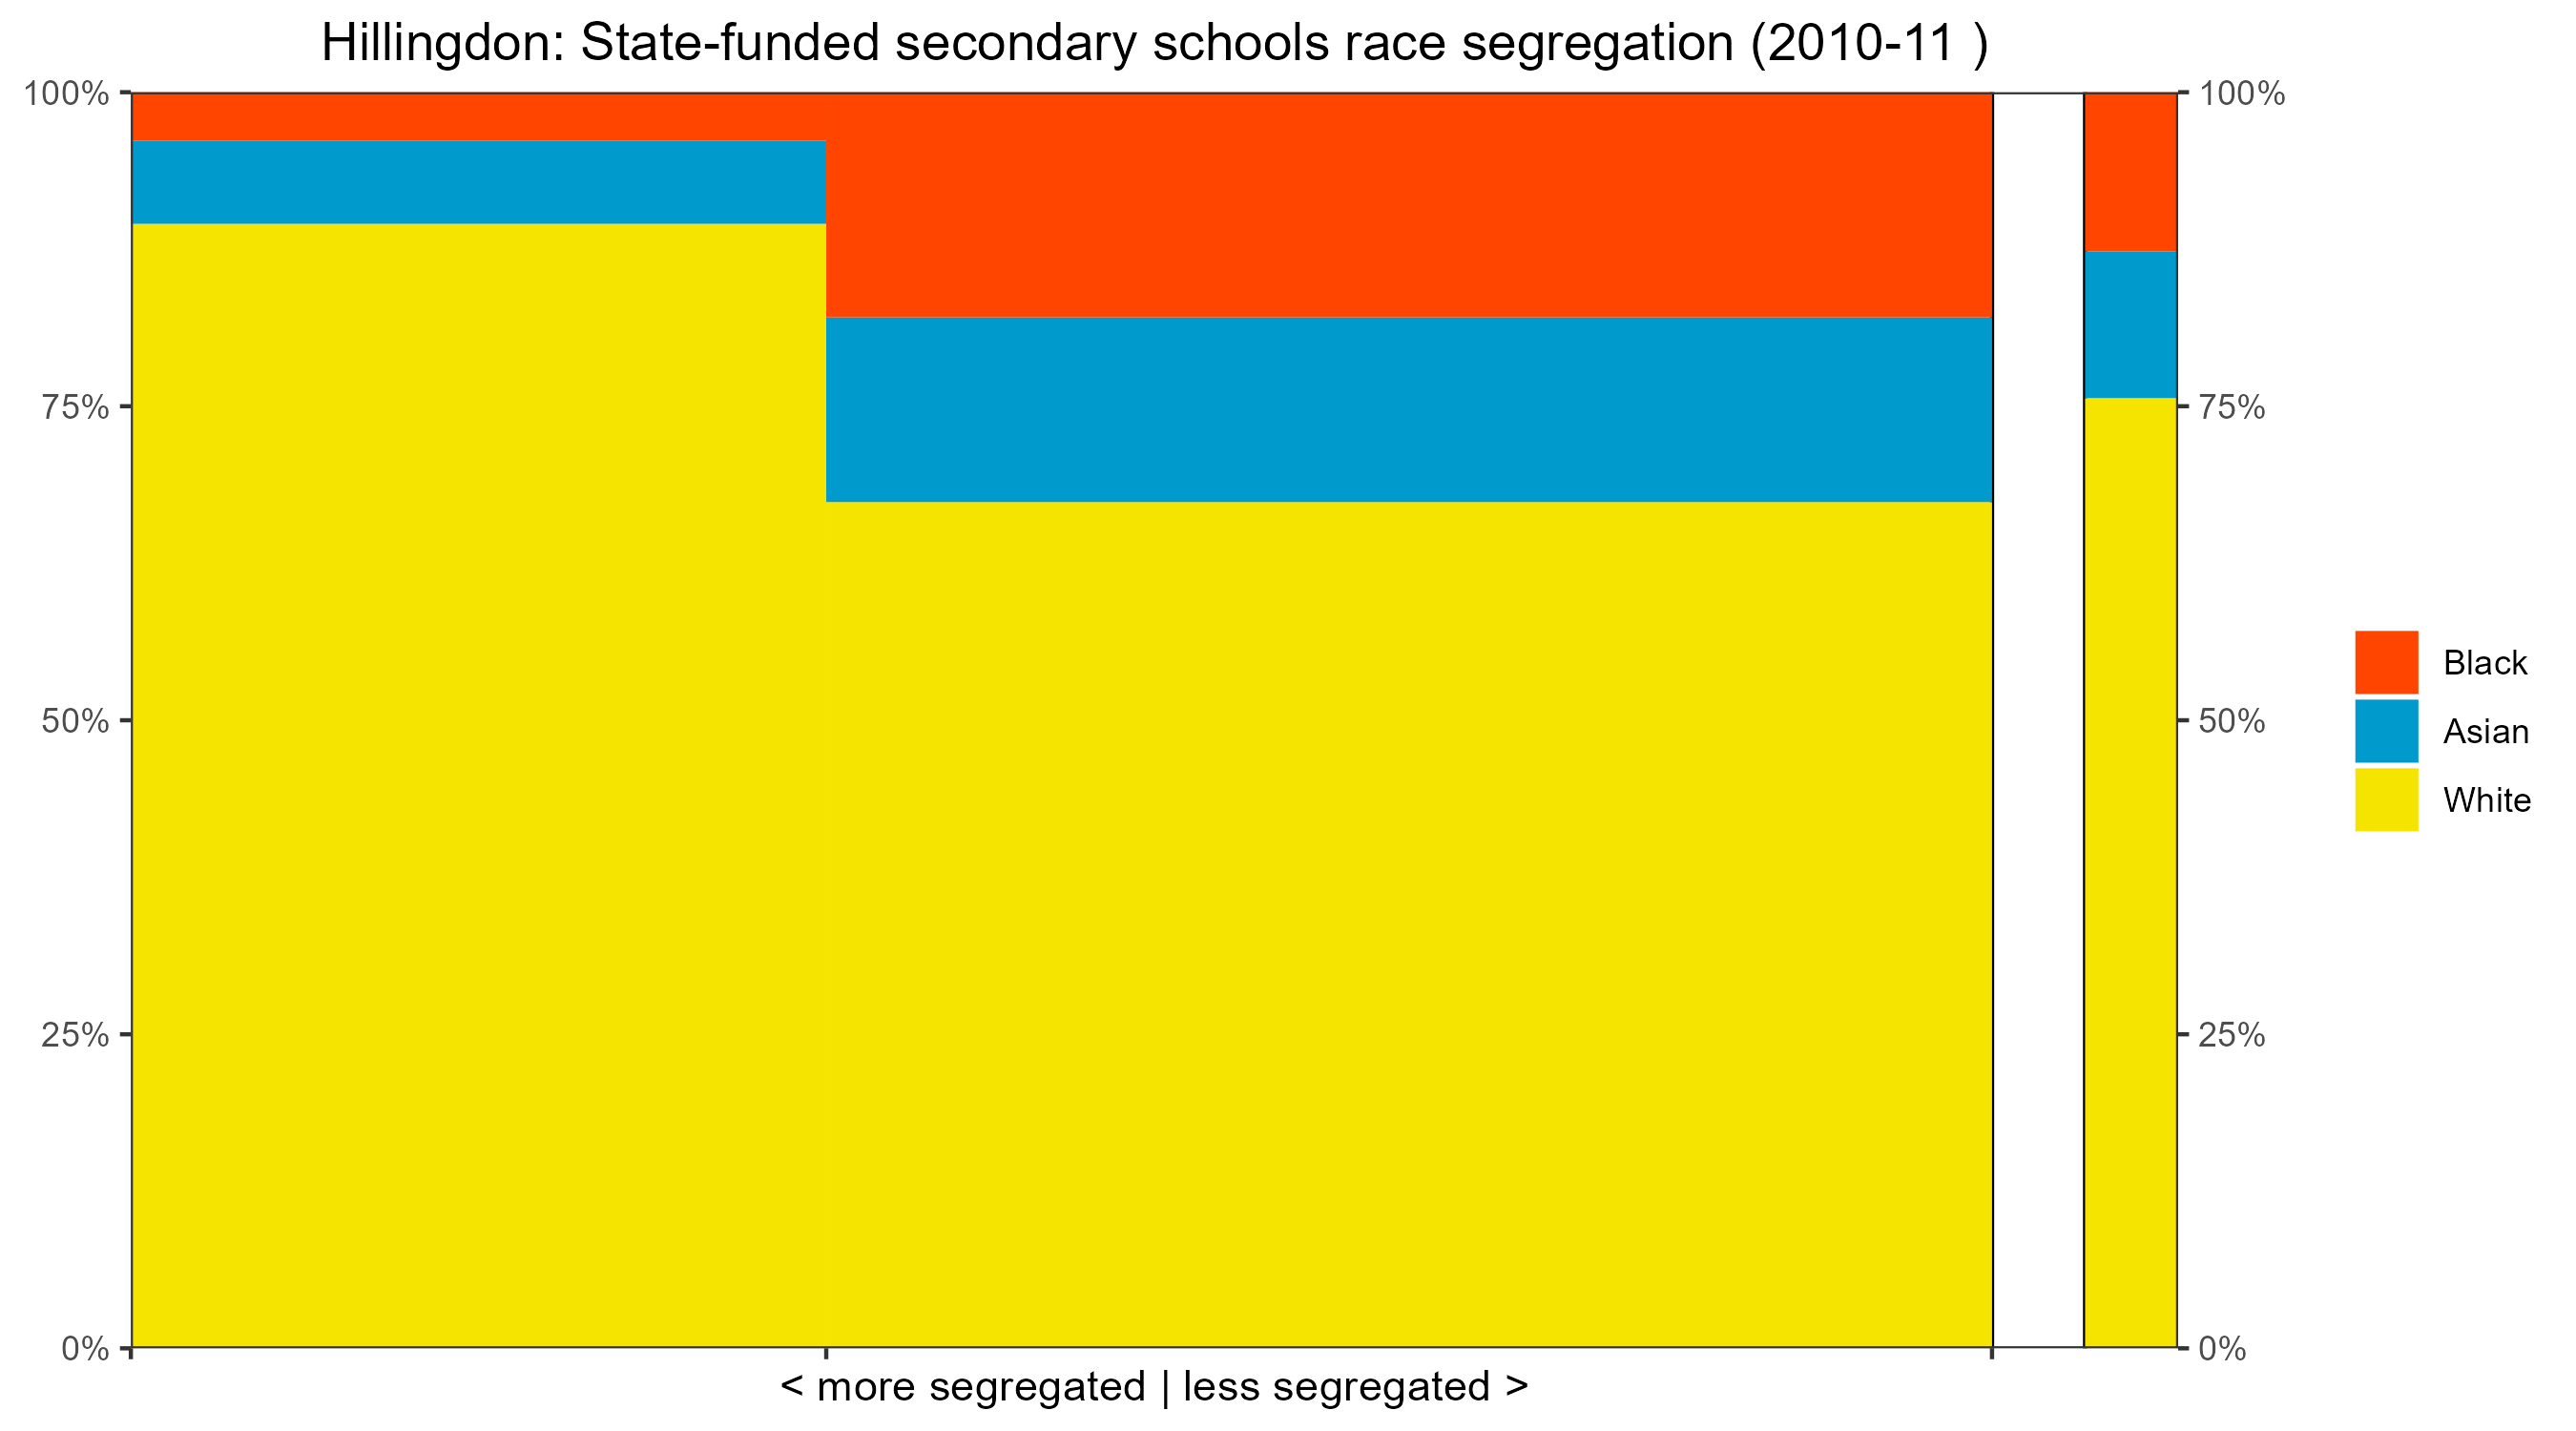 Hillingdon: State-funded secondary schools race segregation (2010-11 )
100%
75%
50%
25%
0%
100%
75%
50%
25%
0%
Black
Asian
White
< more segregated | less segregated >